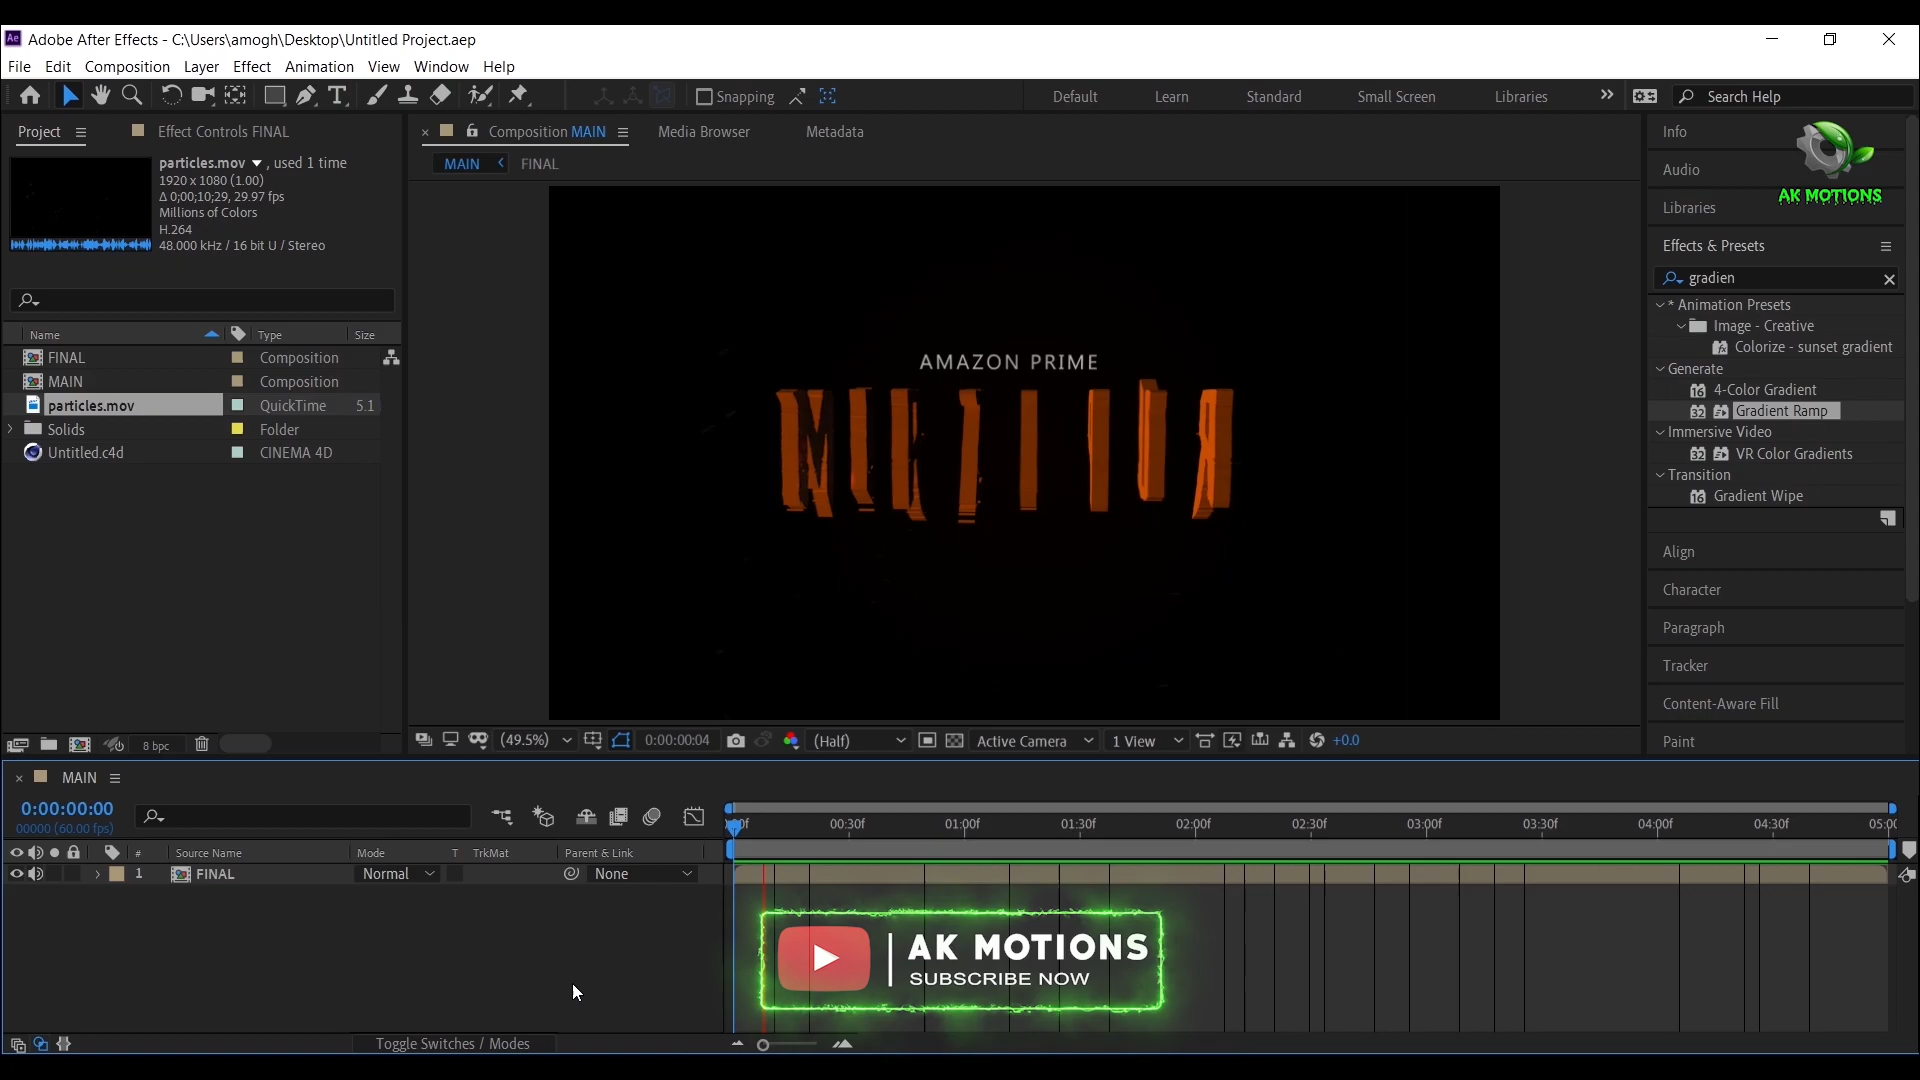 Ae Adobe After Effects - C:\Users\amogh\Desktop\Untitled Project.aep
File Edit Composition Layer Effect Animation View Window Help
Snapping Default Learn Standard Small Screen Libraries Search Help
Project Effect Controls FINAL
particles.mov , used 1 time
1920 x 1080 (1.00)
Δ 0;00;10;29, 29.97 fps
Millions of Colors
H.264
48.000 kHz / 16 bit U / Stereo
Name Type Size
FINAL Composition
MAIN Composition
particles.mov QuickTime 5.1
Solids Folder
Untitled.c4d CINEMA 4D
8 bpc
Composition MAIN Media Browser Metadata
MAIN FINAL
AMAZON PRIME
(49.5%) 0:00:00:04 (Half) Active Camera 1 View +0.0
Info
Audio
AK MOTIONS
Libraries
Effects & Presets
gradien
* Animation Presets
Image - Creative
Colorize - sunset gradient
Generate
4-Color Gradient
Gradient Ramp
Immersive Video
VR Color Gradients
Transition
Gradient Wipe
Align
Character
Paragraph
Tracker
Content-Aware Fill
Paint
MAIN
0:00:00:00
00000 (60.00 fps)
00:30f 01:00f 01:30f 02:00f 02:30f 03:00f 03:30f 04:00f 04:30f
# Source Name Mode T TrkMat Parent & Link
1 FINAL Normal None
AK MOTIONS
SUBSCRIBE NOW
Toggle Switches / Modes